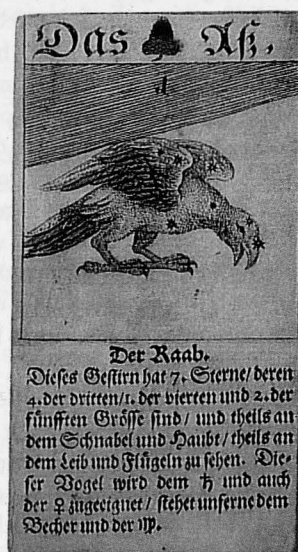 Das Aß.
Der Raab.
Dieses Gestirn hat 7. Sterne/ deren
4. der dritten/ 1. der vierten und 2. der
fünfften Grösse sind/ und theils an
dem Schnabel und Haubt/ theils an
dem Leib und Flügeln zu sehen. Die-
ser Vogel wird dem ♄ und auch
der ♀ zugeeignet/ stehet unferne dem
Becher und der ♍.